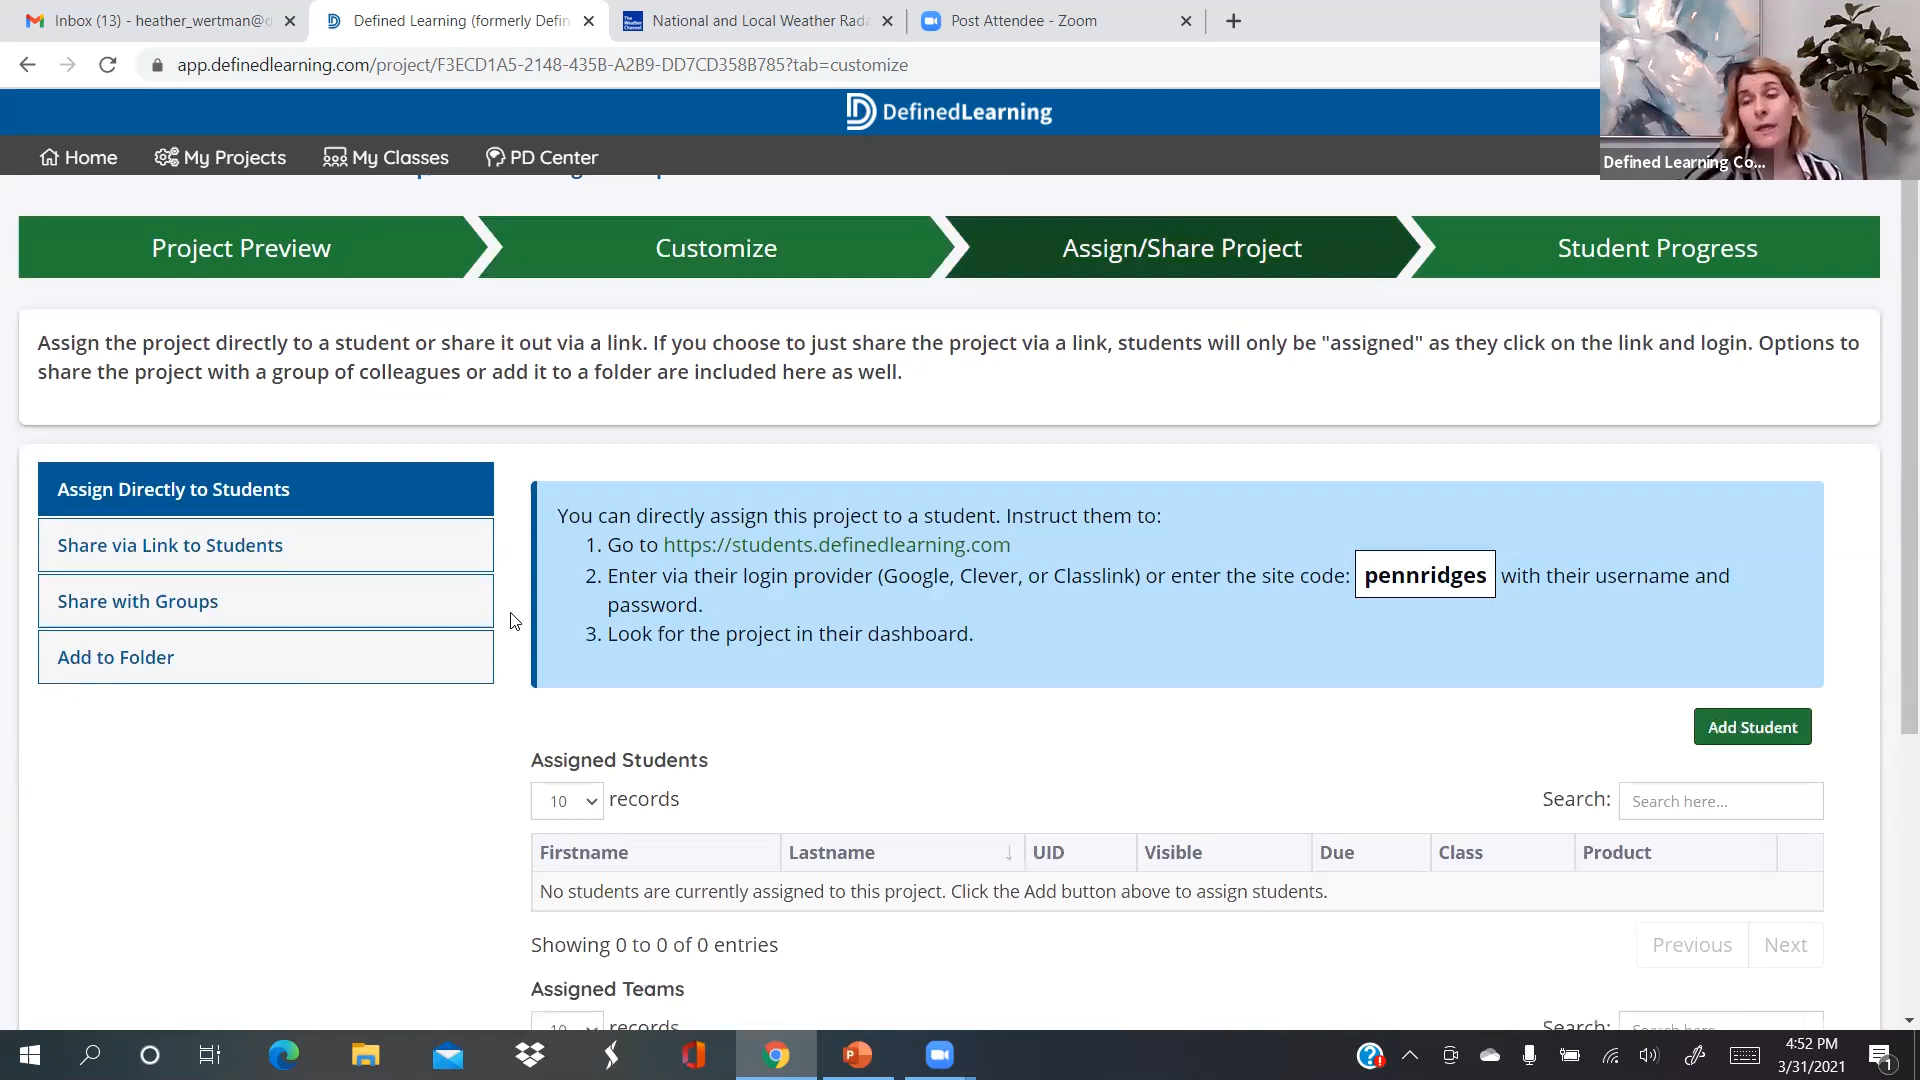 Inbox (13) - heather_wertman@d
Defined Learning (formerly Defin
National and Local Weather Rada
Post Attendee - Zoom
app.definedlearning.com/project/F3ECD1A5-2148-435B-A2B9-DD7CD358B785?tab=customize
DefinedLearning
Home
My Projects
My Classes
PD Center
Defined Learning Co...
Project Preview
Customize
Assign/Share Project
Student Progress
Assign the project directly to a student or share it out via a link. If you choose to just share the project via a link, students will only be "assigned" as they click on the link and login. Options to
share the project with a group of colleagues or add it to a folder are included here as well.
Assign Directly to Students
Share via Link to Students
Share with Groups
Add to Folder
You can directly assign this project to a student. Instruct them to:
1. Go to https://students.definedlearning.com
2. Enter via their login provider (Google, Clever, or Classlink) or enter the site code: pennridges with their username and
password.
3. Look for the project in their dashboard.
Add Student
Assigned Students
10 records
Search: Search here...
Firstname Lastname UID Visible Due Class Product
No students are currently assigned to this project. Click the Add button above to assign students.
Showing 0 to 0 of 0 entries
Previous Next
Assigned Teams
10 records
Search: Search here...
4:52 PM
3/31/2021
1